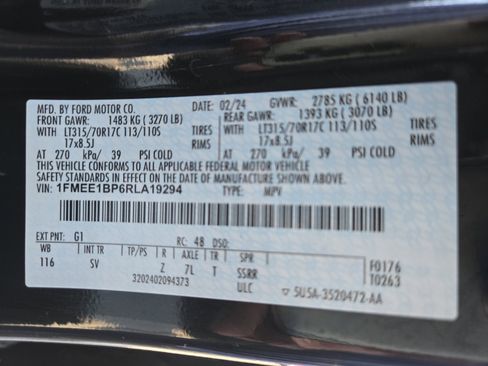 MFD. BY FORD MOTOR CO. 02/24 GVWR: 2785 KG ( 6140 LB)
FRONT GAWR: 1483 KG ( 3270 LB) REAR GAWR: 1393 KG ( 3070 LB)
WITH LT315/70R17C 113/110S TIRES WITH LT315/70R17C 113/110S TIRES
17x8.5J RIMS 17x8.5J RIMS
AT 270 kPa/ 39 PSI COLD AT 270 kPa/ 39 PSI COLD
THIS VEHICLE CONFORMS TO ALL APPLICABLE FEDERAL MOTOR VEHICLE
SAFETY STANDARDS IN EFFECT ON THE DATE OF MANUFACTURE SHOWN ABOVE.
VIN: 1FMEE1BP6RLA19294 TYPE: MPV
EXT PNT: G1 RC: 48 DSO: F0176
WB INT TR TP/PS R AXLE TR SPR T0263
116 SV Z 7L T SSRR
3202402094373 ULC ▽ 5U5A-3520472-AA